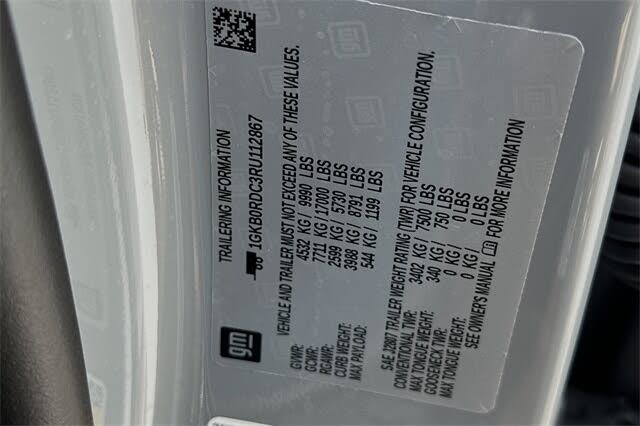 gm
TRAILERING INFORMATION
1GKB0RDC3RU112867
VEHICLE AND TRAILER MUST NOT EXCEED ANY OF THESE VALUES.
GVWR: 4532 KG / 9990 LBS
GCWR: 7711 KG / 17000 LBS
RGAWR: 2599 KG / 5730 LBS
CURB WEIGHT: 3988 KG / 8791 LBS
MAX PAYLOAD: 544 KG / 1199 LBS
SAE J2807 TRAILER WEIGHT RATING (TWR) FOR VEHICLE CONFIGURATION.
CONVENTIONAL TWR: 3402 KG / 7500 LBS
MAX TONGUE WEIGHT: 340 KG / 750 LBS
GOOSENECK TWR: 0 KG / 0 LBS
MAX TONGUE WEIGHT: 0 KG / 0 LBS
SEE OWNER'S MANUAL FOR MORE INFORMATION.